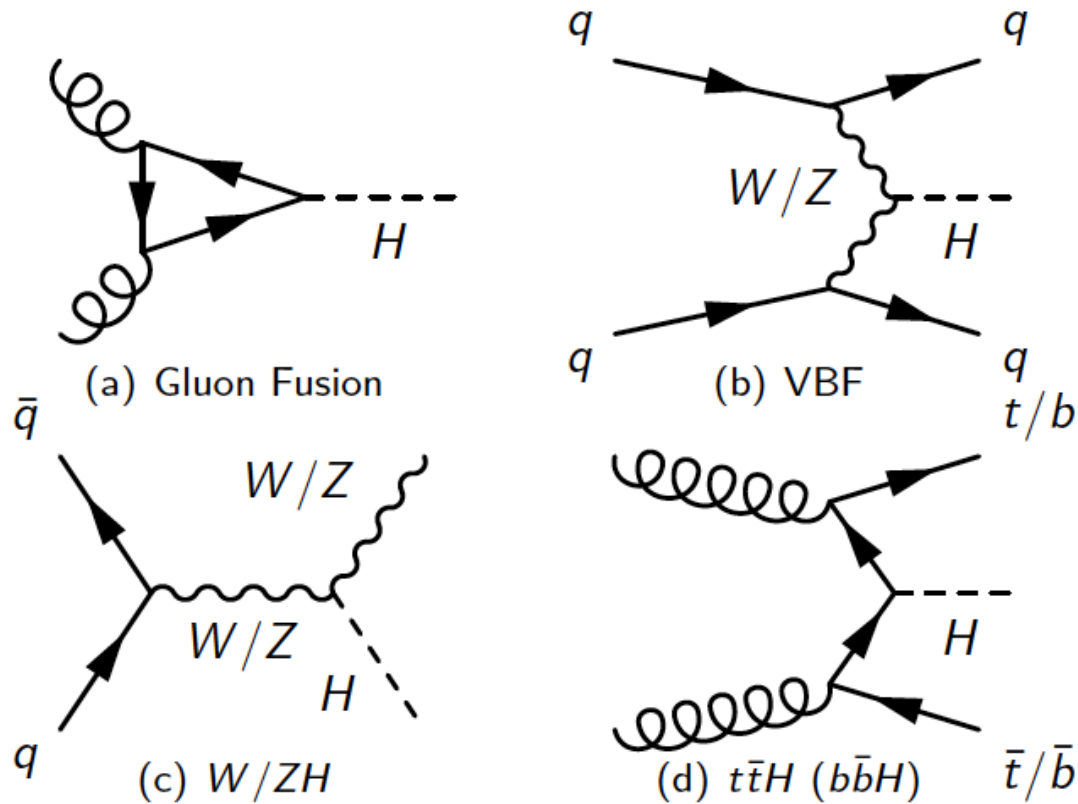 q q
W/Z
H
H
q q
(a) Gluon Fusion
(b) VBF
q̄
t/b
W/Z
W/Z
H
H
q
t̄/b̄
(c) W/ZH
(d) tt̄H (bb̄H)